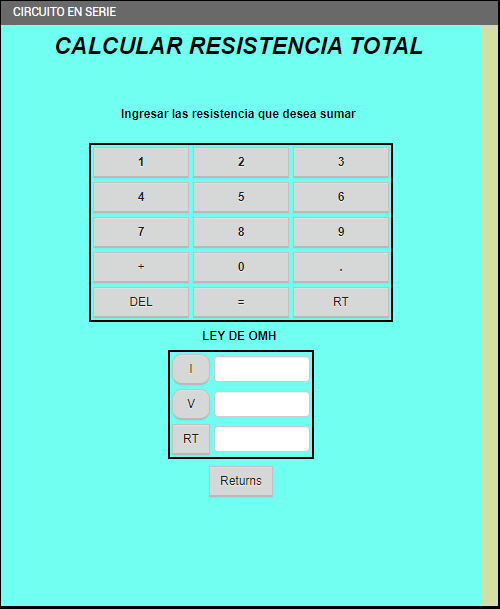 CIRCUITO EN SERIE
CALCULAR RESISTENCIA TOTAL
Ingresar las resistencia que desea sumar
1 2 3
4 5 6
7 8 9
+ 0 .
DEL = RT
LEY DE OMH
I
V
RT
Returns